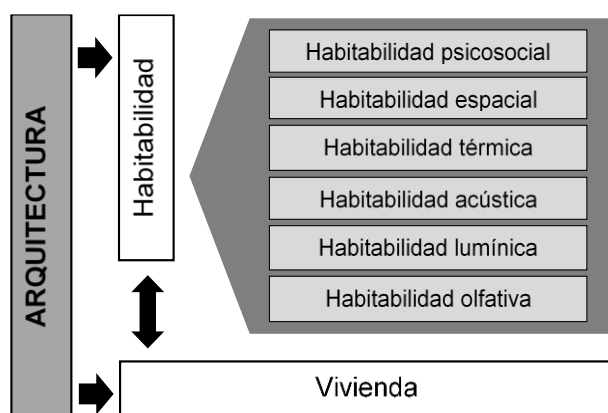 ARQUITECTURA
Habitabilidad
Habitabilidad psicosocial
Habitabilidad espacial
Habitabilidad térmica
Habitabilidad acústica
Habitabilidad lumínica
Habitabilidad olfativa
Vivienda